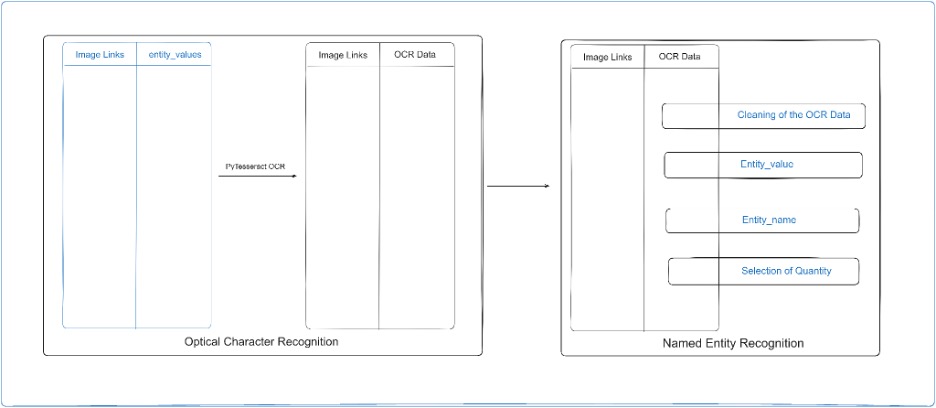 Image Links entity_values
Image Links OCR Data
PyTesseract OCR
Optical Character Recognition
Image Links OCR Data
Cleaning of the OCR Data
Entity_value
Entity_name
Selection of Quantity
Named Entity Recognition